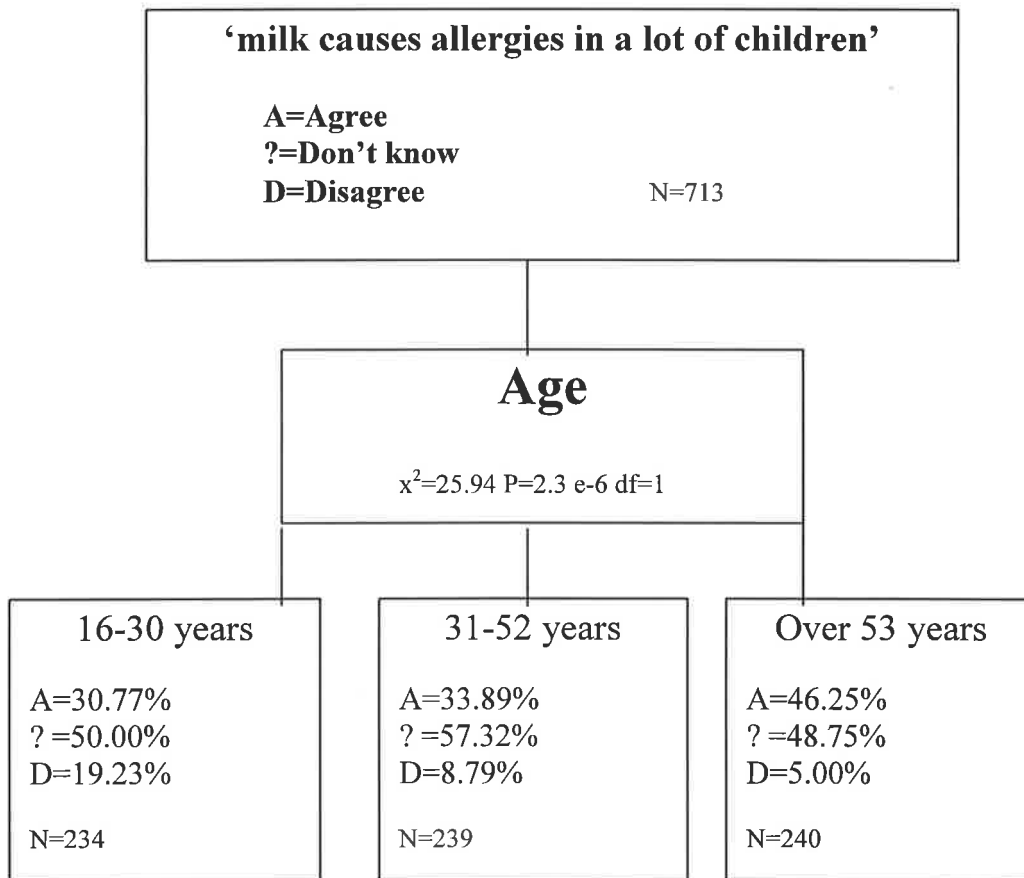 ‘milk causes allergies in a lot of children’
A=Agree
?=Don’t know
D=Disagree N=713
Age
x²=25.94 P=2.3 e-6 df=1
16-30 years
A=30.77%
? =50.00%
D=19.23%
N=234
31-52 years
A=33.89%
? =57.32%
D=8.79%
N=239
Over 53 years
A=46.25%
? =48.75%
D=5.00%
N=240